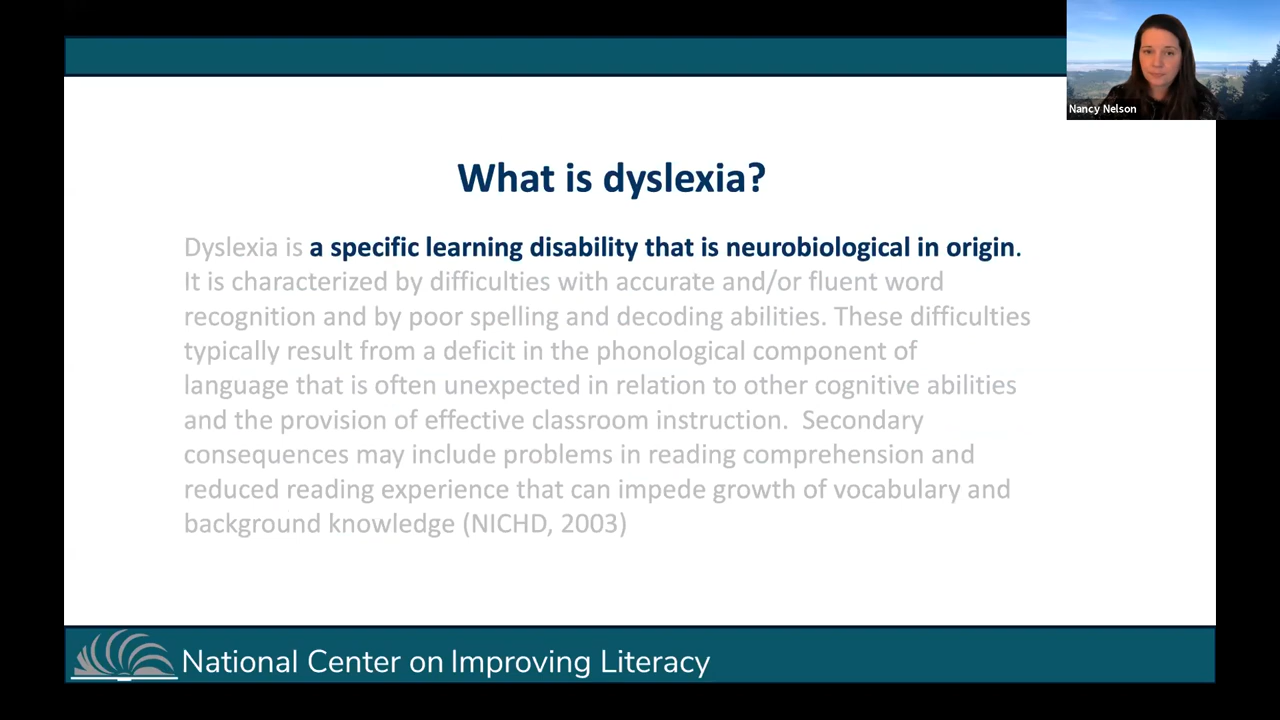 Nancy Nelson
What is dyslexia?
Dyslexia is a specific learning disability that is neurobiological in origin.
It is characterized by difficulties with accurate and/or fluent word
recognition and by poor spelling and decoding abilities. These difficulties
typically result from a deficit in the phonological component of
language that is often unexpected in relation to other cognitive abilities
and the provision of effective classroom instruction.  Secondary
consequences may include problems in reading comprehension and
reduced reading experience that can impede growth of vocabulary and
background knowledge (NICHD, 2003)
National Center on Improving Literacy